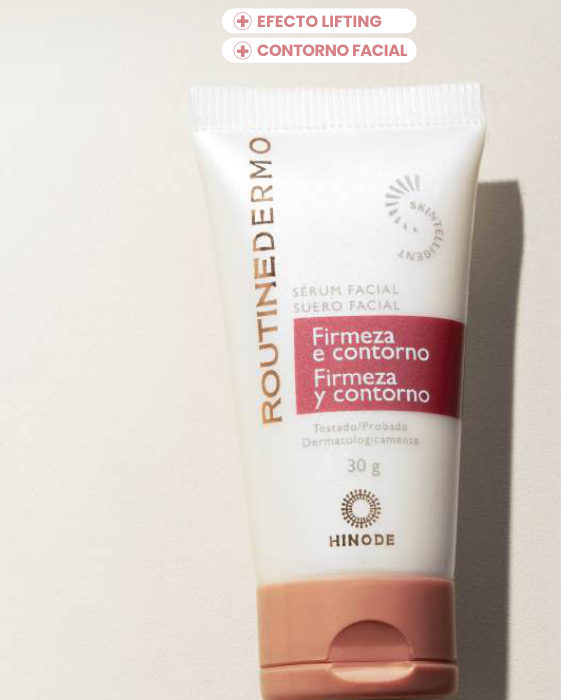 EFECTO LIFTING
CONTORNO FACIAL
ROUTINEDERMO
SKINTELLIGENT
SÉRUM FACIAL
SUERO FACIAL
Firmeza
e contorno
Firmeza
y contorno
Testado/Probado
Dermatologicamente
30 g
HINODE